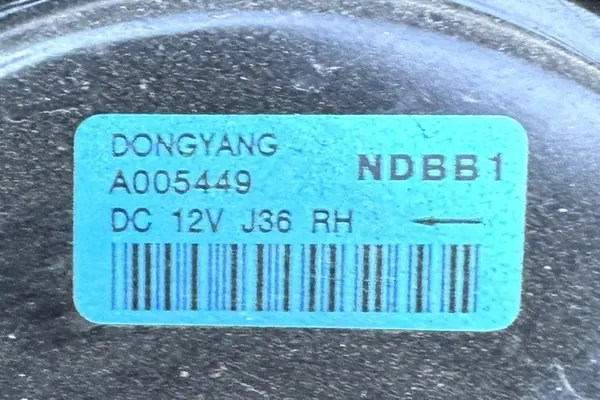 DONGYANG
A005449
NDBB1
DC 12V J36 RH